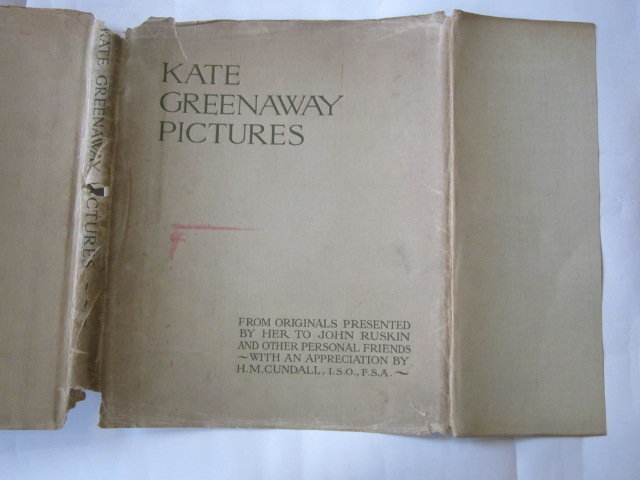 KATE GREENAWAY PICTURES ~ ~
KATE
GREENAWAY
PICTURES
FROM ORIGINALS PRESENTED
BY HER TO JOHN RUSKIN
AND OTHER PERSONAL FRIENDS
~ WITH AN APPRECIATION BY
H.M.CUNDALL, I.S.O., F.S.A. ~